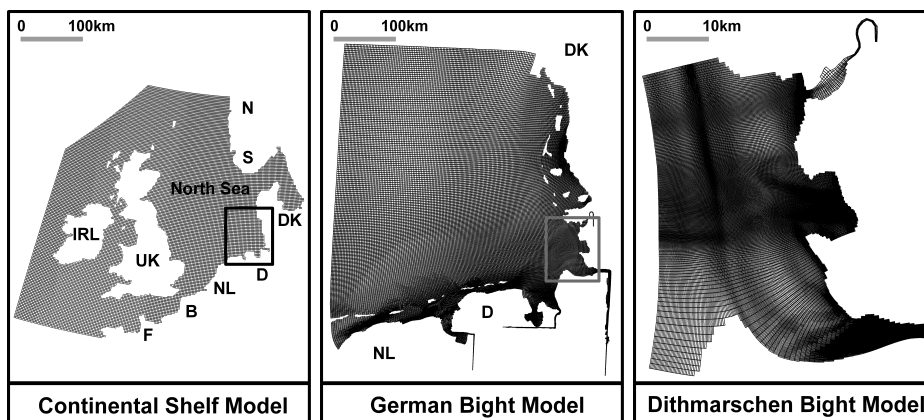 0 100km
N
S
North Sea
DK
IRL
UK
D
NL
B
F
Continental Shelf Model
0 100km
DK
D
NL
German Bight Model
0 10km
Dithmarschen Bight Model